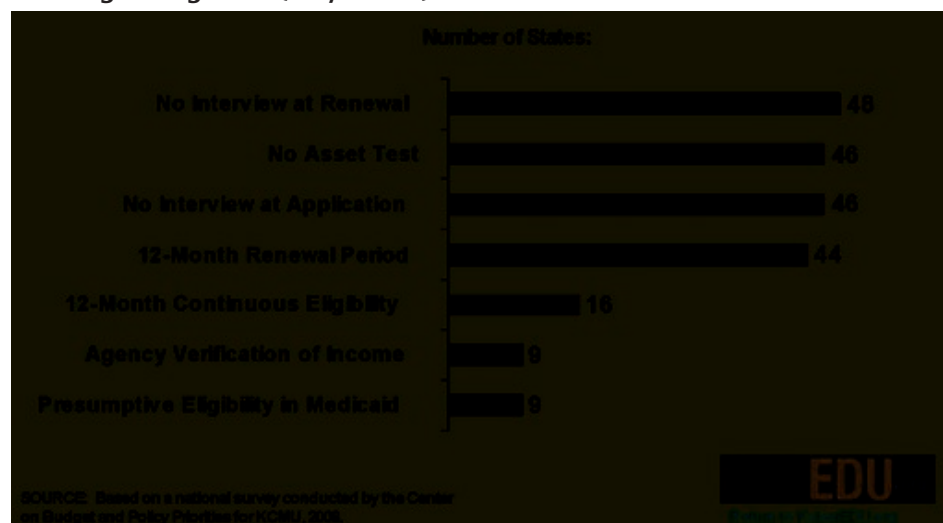 Number of States:
No Interview at Renewal 48
No Asset Test 46
No Interview at Application 46
12-Month Renewal Period 44
12-Month Continuous Eligibility 16
Agency Verification of Income 9
Presumptive Eligibility in Medicaid 9
SOURCE: Based on a national survey conducted by the Center
on Budget and Policy Priorities for KCMU, 2008.
EDU